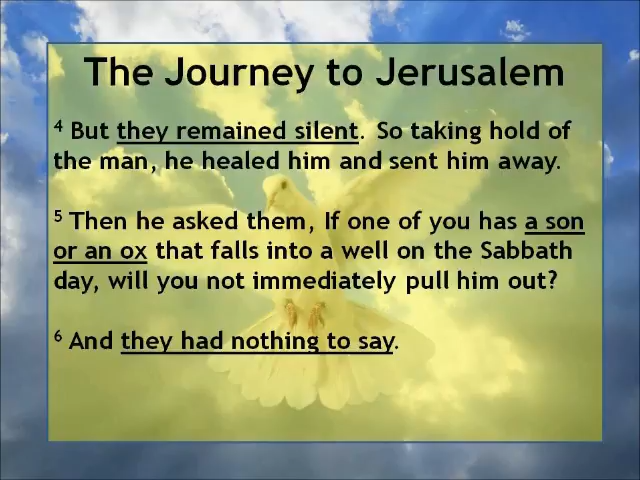 The Journey to Jerusalem
4 But they remained silent. So taking hold of
the man, he healed him and sent him away.
5 Then he asked them, If one of you has a son
or an ox that falls into a well on the Sabbath
day, will you not immediately pull him out?
6 And they had nothing to say.